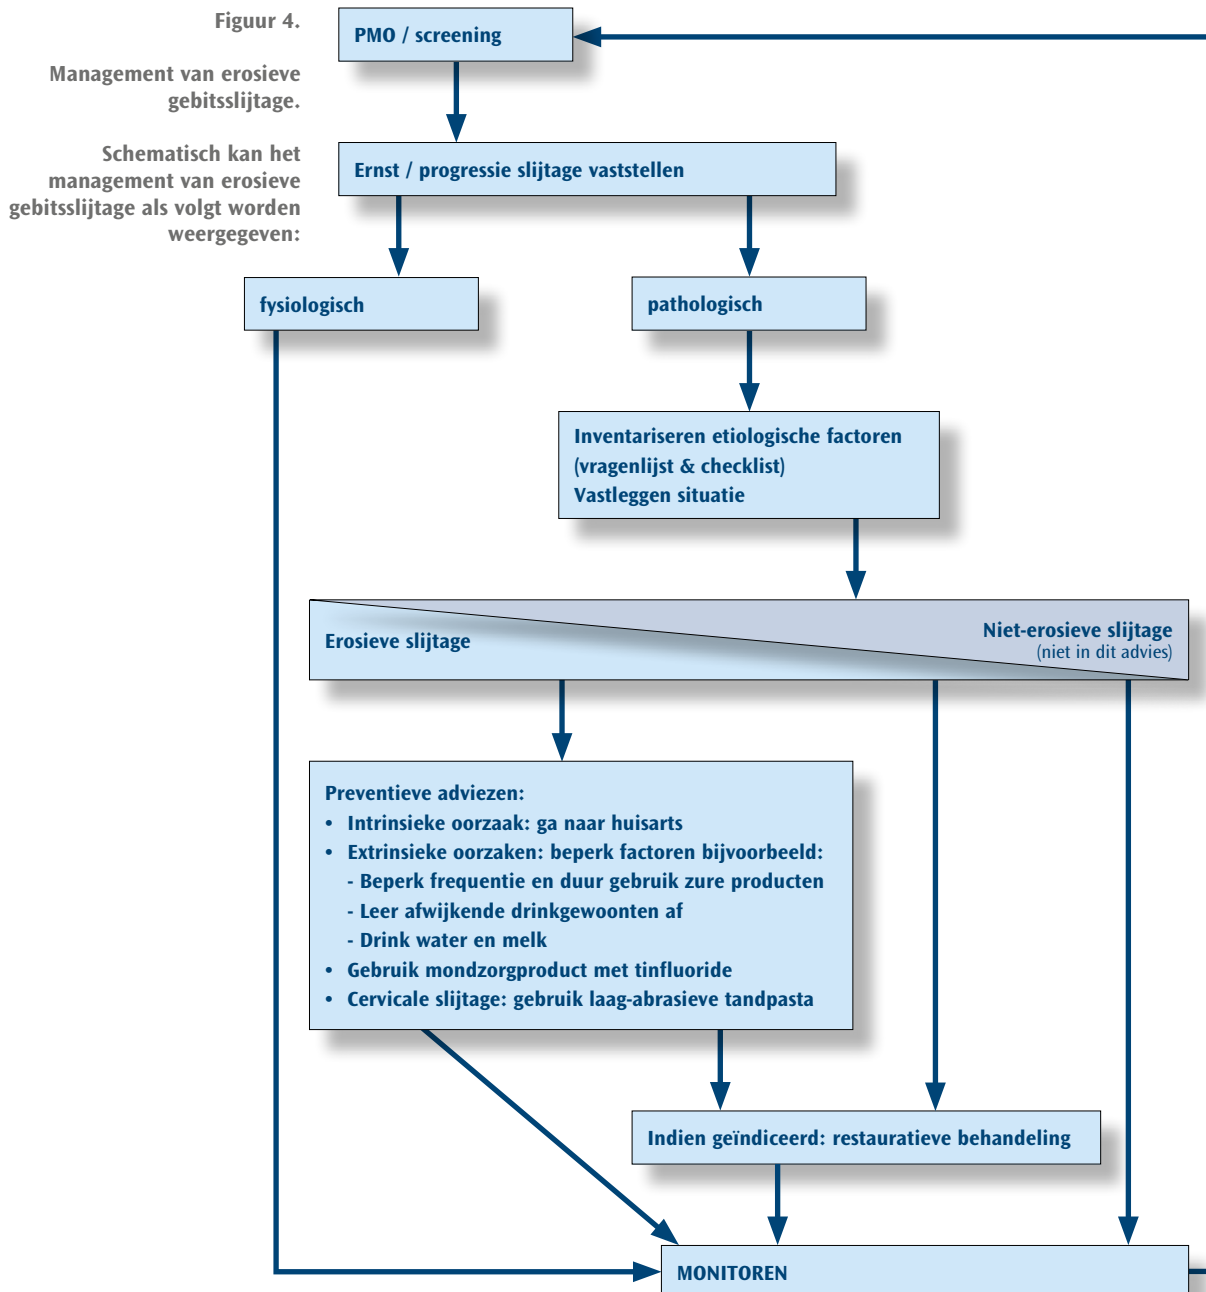 Figuur 4.
Management van erosieve
gebitsslijtage.
Schematisch kan het
management van erosieve
gebitsslijtage als volgt worden
weergegeven:
PMO / screening
Ernst / progressie slijtage vaststellen
fysiologisch
pathologisch
Inventariseren etiologische factoren
(vragenlijst & checklist)
Vastleggen situatie
Erosieve slijtage
Niet-erosieve slijtage
(niet in dit advies)
Preventieve adviezen:
• Intrinsieke oorzaak: ga naar huisarts
• Extrinsieke oorzaken: beperk factoren bijvoorbeeld:
- Beperk frequentie en duur gebruik zure producten
- Leer afwijkende drinkgewoonten af
- Drink water en melk
• Gebruik mondzorgproduct met tinfluoride
• Cervicale slijtage: gebruik laag-abrasieve tandpasta
Indien geïndiceerd: restauratieve behandeling
MONITOREN